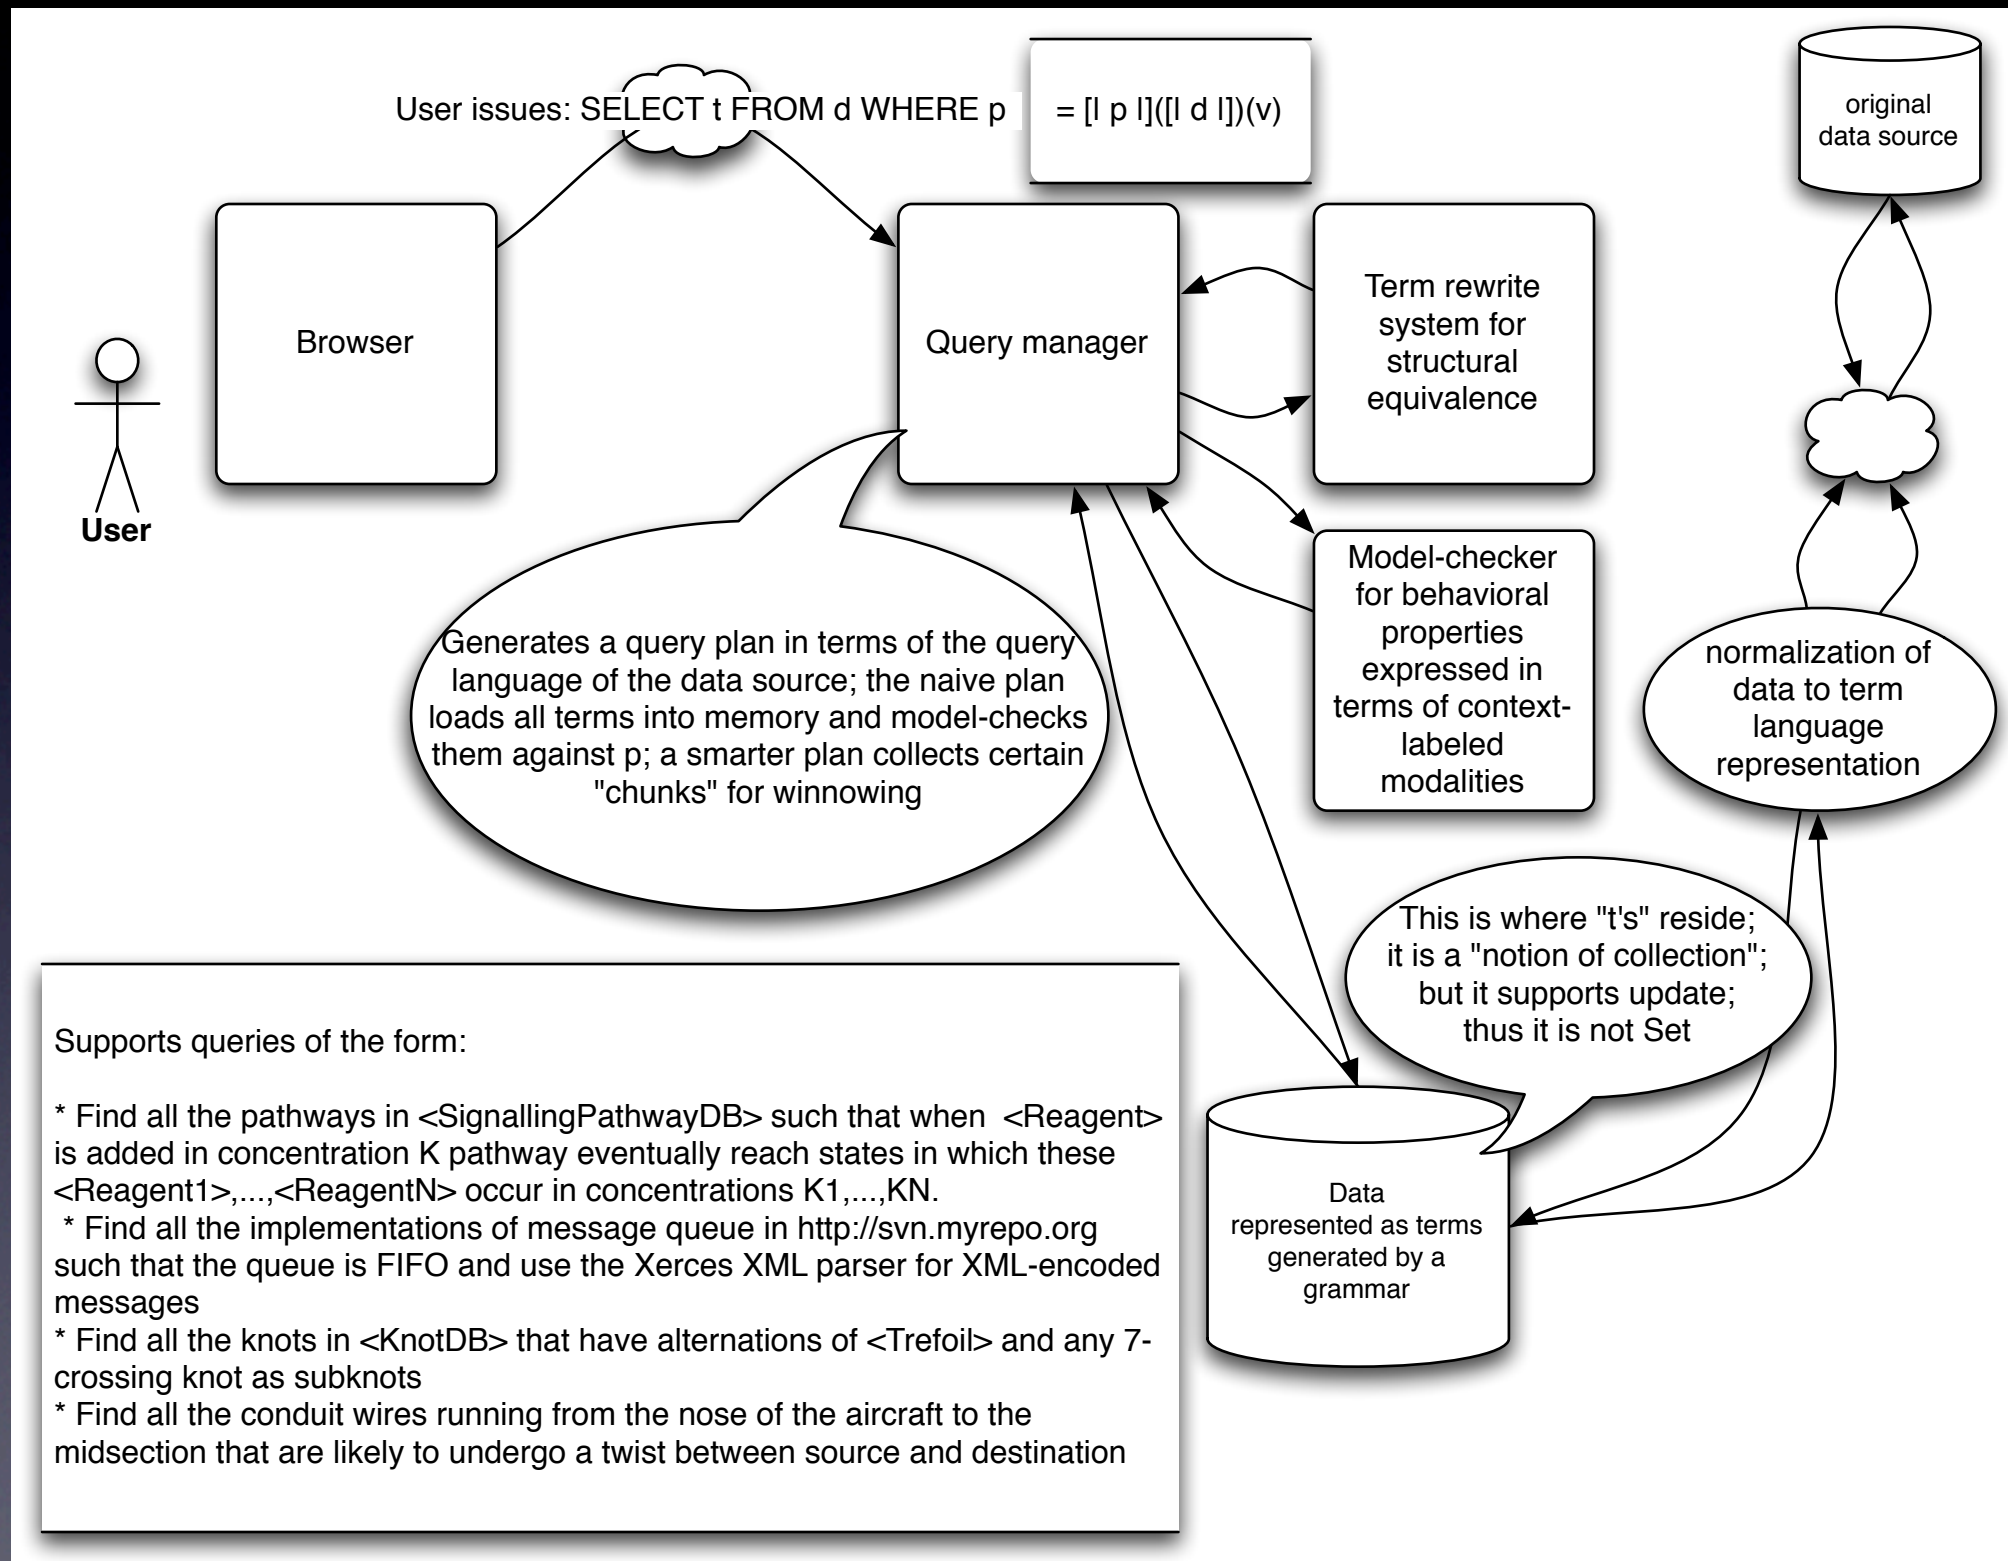 User issues: SELECT t FROM d WHERE p
= [l p l]([l d l])(v)
original
data source
Browser
Query manager
Term rewrite
system for
structural
equivalence
User
Model-checker
for behavioral
properties
expressed in
terms of context-
labeled
modalities
Generates a query plan in terms of the query
language of the data source; the naive plan
loads all terms into memory and model-checks
them against p; a smarter plan collects certain
"chunks" for winnowing
normalization of
data to term
language
representation
This is where "t's" reside;
it is a "notion of collection";
but it supports update;
thus it is not Set
Data
represented as terms
generated by a
grammar
Supports queries of the form:
* Find all the pathways in <SignallingPathwayDB> such that when  <Reagent>
is added in concentration K pathway eventually reach states in which these
<Reagent1>,...,<ReagentN> occur in concentrations K1,...,KN.
* Find all the implementations of message queue in http://svn.myrepo.org
such that the queue is FIFO and use the Xerces XML parser for XML-encoded
messages
* Find all the knots in <KnotDB> that have alternations of <Trefoil> and any 7-
crossing knot as subknots
* Find all the conduit wires running from the nose of the aircraft to the
midsection that are likely to undergo a twist between source and destination